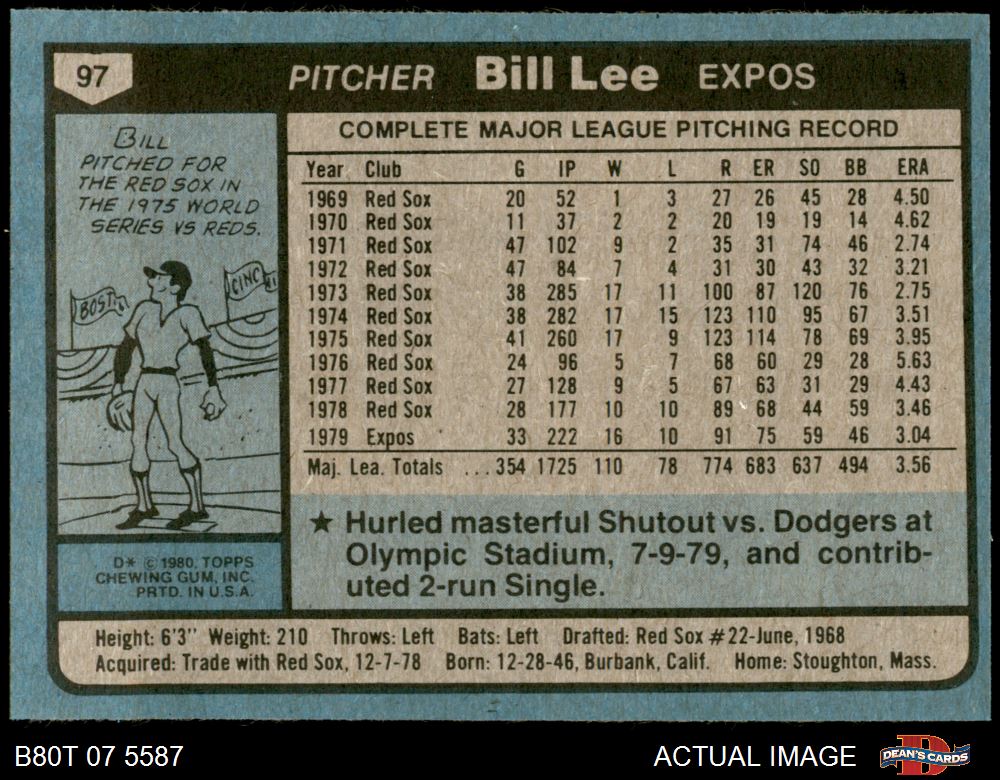 97 PITCHER Bill Lee EXPOS
BILL
PITCHED FOR
THE RED SOX IN
THE 1975 WORLD
SERIES VS REDS.
BOST.
CINC
D* © 1980, TOPPS
CHEWING GUM, INC.
PRTD. IN U.S.A.
COMPLETE MAJOR LEAGUE PITCHING RECORD
Year Club G IP W L R ER SO BB ERA
1969 Red Sox 20 52 1 3 27 26 45 28 4.50
1970 Red Sox 11 37 2 2 20 19 19 14 4.62
1971 Red Sox 47 102 9 2 35 31 74 46 2.74
1972 Red Sox 47 84 7 4 31 30 43 32 3.21
1973 Red Sox 38 285 17 11 100 87 120 76 2.75
1974 Red Sox 38 282 17 15 123 110 95 67 3.51
1975 Red Sox 41 260 17 9 123 114 78 69 3.95
1976 Red Sox 24 96 5 7 68 60 29 28 5.63
1977 Red Sox 27 128 9 5 67 63 31 29 4.43
1978 Red Sox 28 177 10 10 89 68 44 59 3.46
1979 Expos 33 222 16 10 91 75 59 46 3.04
Maj. Lea. Totals ...354 1725 110 78 774 683 637 494 3.56
★ Hurled masterful Shutout vs. Dodgers at
Olympic Stadium, 7-9-79, and contrib-
uted 2-run Single.
Height: 6'3" Weight: 210 Throws: Left Bats: Left Drafted: Red Sox #22-June, 1968
Acquired: Trade with Red Sox, 12-7-78 Born: 12-28-46, Burbank, Calif. Home: Stoughton, Mass.
B80T 07 5587 ACTUAL IMAGE DEAN'S CARDS